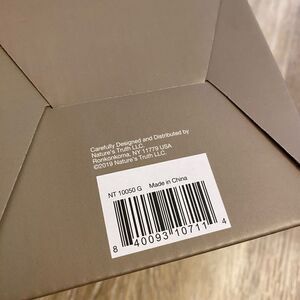 Carefully Designed and Distributed by
Nature's Truth LLC
Ronkonkoma, NY 11779 USA
©2019 Nature's Truth LLC.
NT 10050 G Made in China
8 40093 10711 4